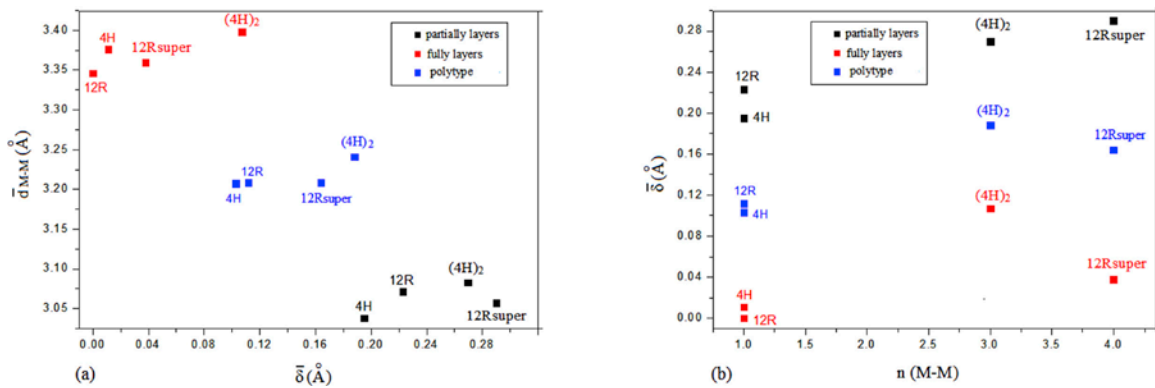 3.40
3.35
3.30
3.25
3.20
3.15
3.10
3.05
d̄ M-M (Å)
4H
12Rsuper
(4H)2
12R
partially layers
fully layers
polytype
(4H)2
12R
4H
12Rsuper
12R
(4H)2
4H
12Rsuper
0.00 0.04 0.08 0.12 0.16 0.20 0.24 0.28
(a)
δ̄ (Å)
0.28
0.24
0.20
0.16
0.12
0.08
0.04
0.00
δ̄ (Å)
(4H)2
12Rsuper
12R
4H
partially layers
fully layers
polytype
(4H)2
12Rsuper
12R
4H
(4H)2
12Rsuper
4H
12R
1.0 1.5 2.0 2.5 3.0 3.5 4.0
(b)
n (M-M)